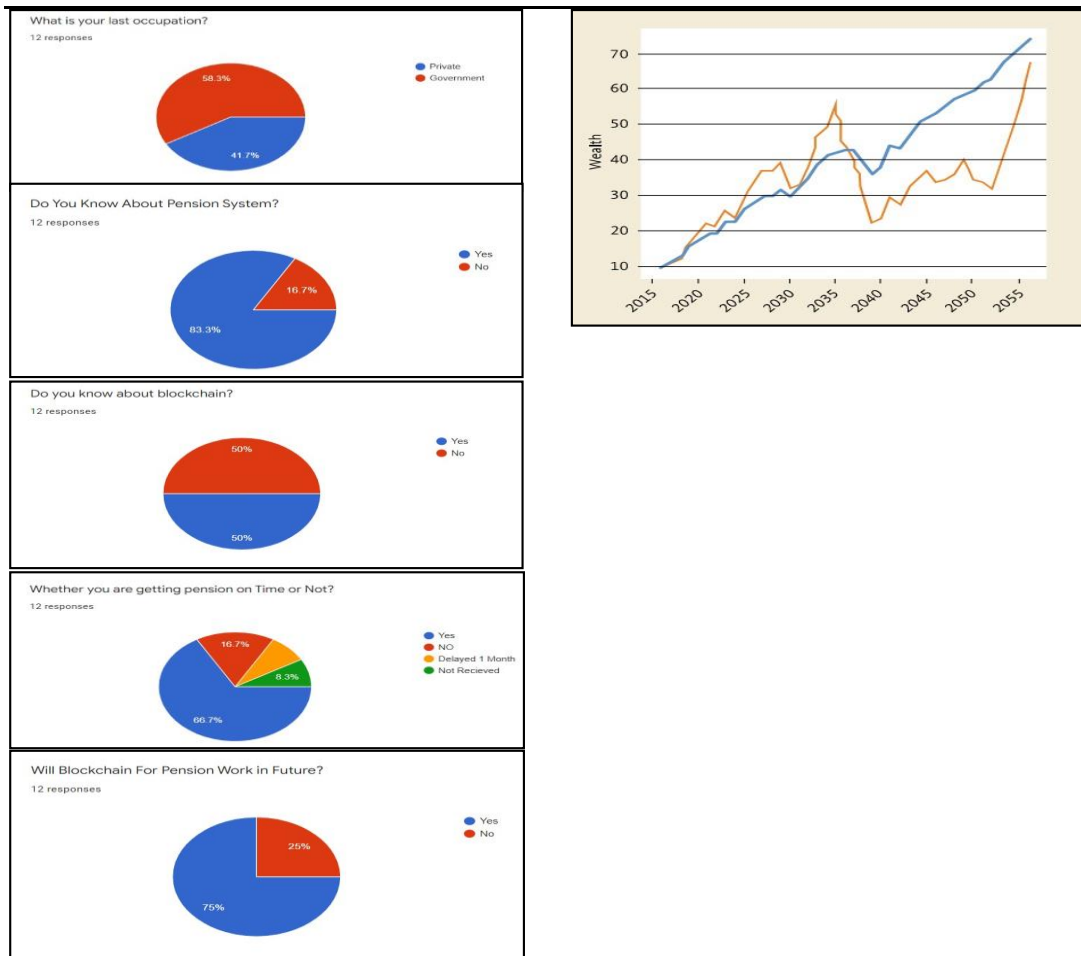 What is your last occupation?
12 responses
58.3%
41.7%
Private
Government
Do You Know About Pension System?
12 responses
16.7%
83.3%
Yes
No
Do you know about blockchain?
12 responses
50%
50%
Yes
No
Whether you are getting pension on Time or Not?
12 responses
16.7%
8.3%
66.7%
Yes
NO
Delayed 1 Month
Not Recieved
Will Blockchain For Pension Work in Future?
12 responses
25%
75%
Yes
No
Wealth
70
60
50
40
30
20
10
2015
2020
2025
2030
2035
2040
2045
2050
2055